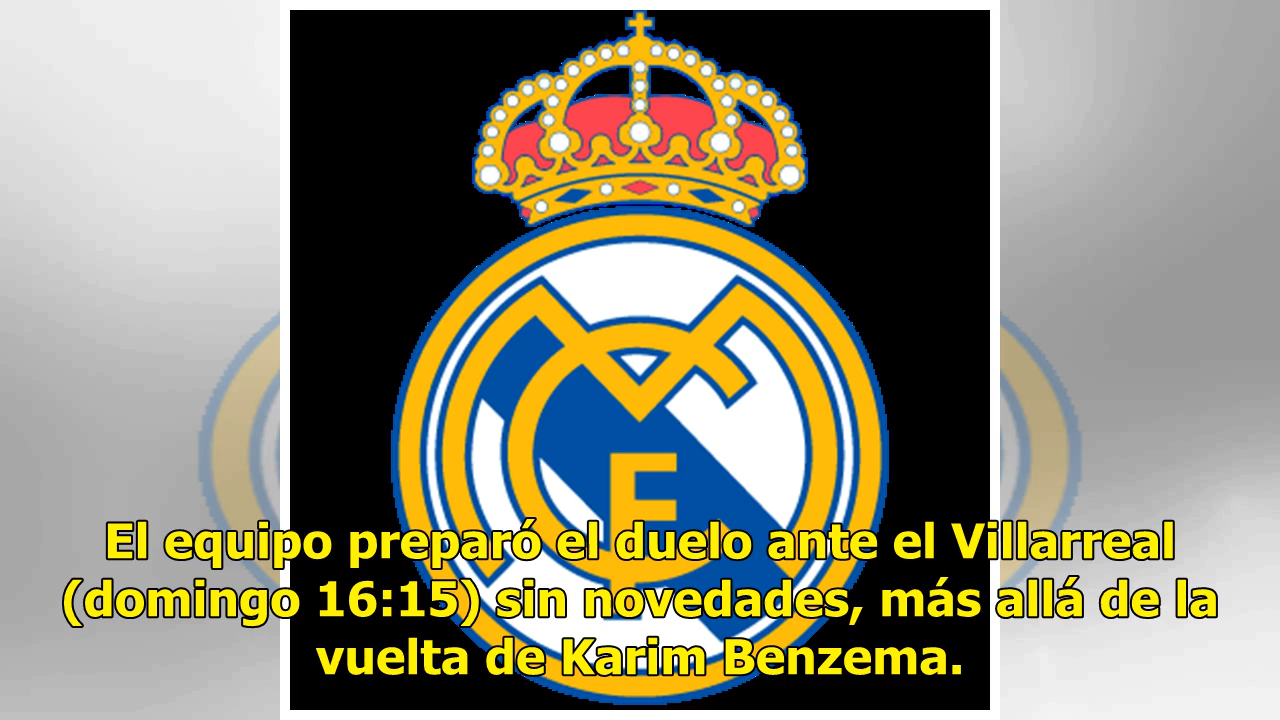 El equipo preparó el duelo ante el Villarreal
(domingo 16:15) sin novedades, más allá de la
vuelta de Karim Benzema.